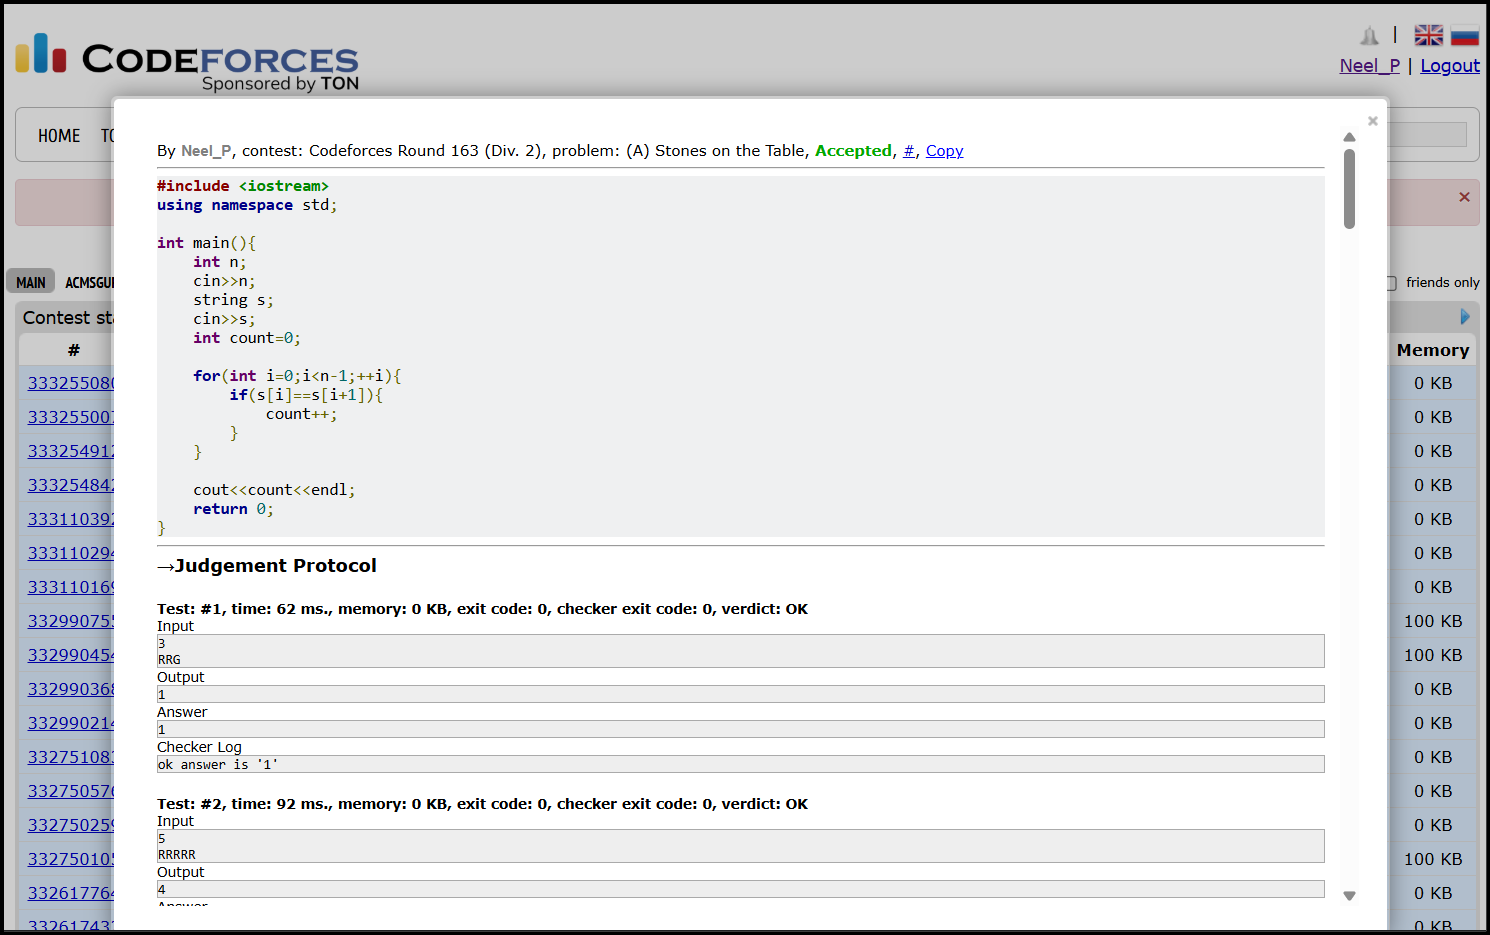 CODEFORCES
Sponsored by TON
|
Neel_P | Logout
HOME
By Neel_P, contest: Codeforces Round 163 (Div. 2), problem: (A) Stones on the Table, Accepted, #, Copy
#include <iostream>
using namespace std;
int main(){
    int n;
    cin>>n;
    string s;
    cin>>s;
    int count=0;
    for(int i=0;i<n-1;++i){
        if(s[i]==s[i+1]){
            count++;
        }
    }
    cout<<count<<endl;
    return 0;
}
→Judgement Protocol
Test: #1, time: 62 ms., memory: 0 KB, exit code: 0, checker exit code: 0, verdict: OK
Input
3
RRG
Output
1
Answer
1
Checker Log
ok answer is '1'
Test: #2, time: 92 ms., memory: 0 KB, exit code: 0, checker exit code: 0, verdict: OK
Input
5
RRRRR
Output
4
Answer
MAIN
friends only
Contest
#
33325508
33325500
33325491
33325484
33311039
33311029
33311016
33299075
33299045
33299036
33299021
33275108
33275057
33275025
33275010
33261776
33261743
Memory
0 KB
0 KB
0 KB
0 KB
0 KB
0 KB
0 KB
100 KB
100 KB
0 KB
0 KB
0 KB
0 KB
0 KB
100 KB
0 KB
0 KB